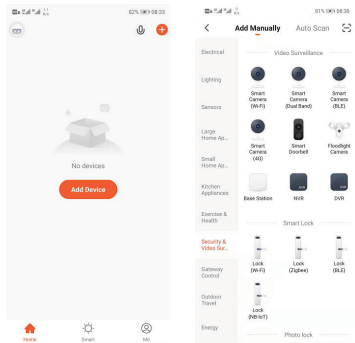 82% 08:33
No devices
Add Device
Home
Smart
Me
81% 08:36
Add Manually
Auto Scan
Electrical
Lighting
Sensors
Large
Home Ap...
Small
Home Ap...
Kitchen
Appliances
Exercise &
Health
Security &
Video Sur...
Gateway
Control
Outdoor
Travel
Energy
Video Surveillance
Smart
Camera
(Wi-Fi)
Smart
Camera
(Dual Band)
Smart
Camera
(BLE)
Smart
Camera
(4G)
Smart
Doorbell
Floodlight
Camera
Base Station
NVR
DVR
Smart Lock
Lock
(Wi-Fi)
Lock
(Zigbee)
Lock
(BLE)
Lock
(NB-IoT)
Photo lock